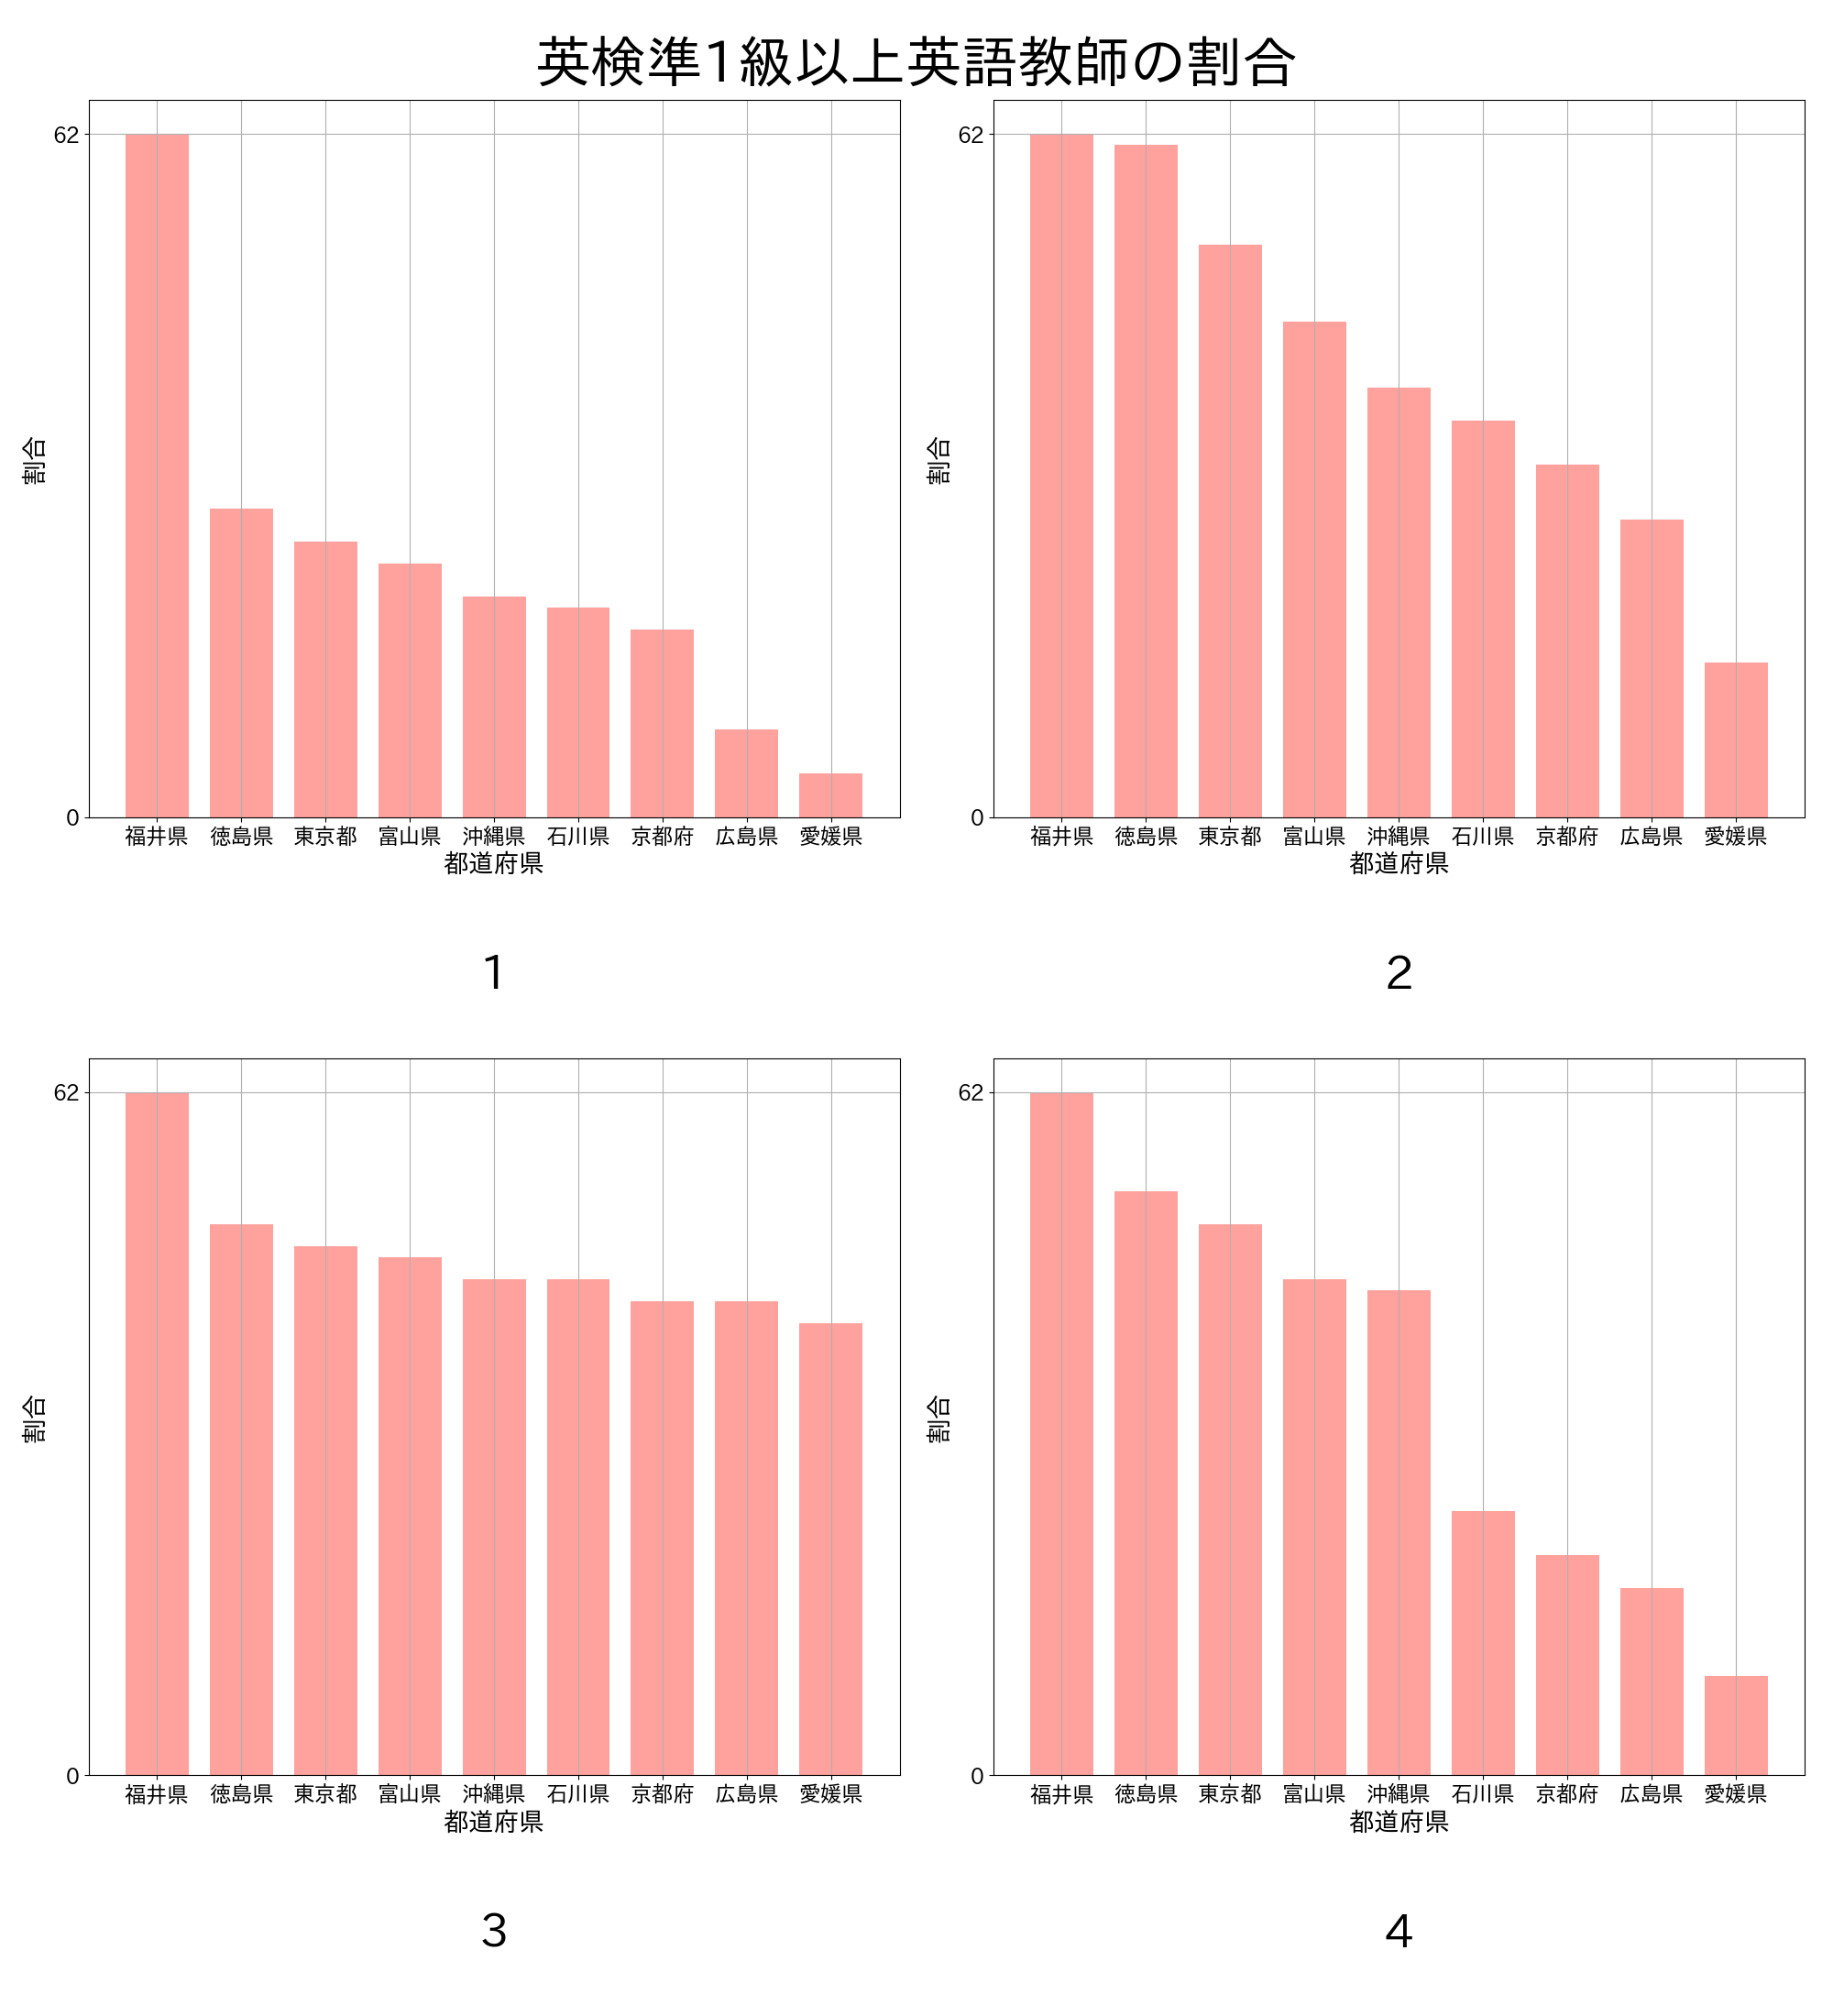 英検準1級以上英語教師の割合
62
0
割合
福井県 徳島県 東京都 富山県 沖縄県 石川県 京都府 広島県 愛媛県
都道府県
1
62
0
割合
福井県 徳島県 東京都 富山県 沖縄県 石川県 京都府 広島県 愛媛県
都道府県
2
62
0
割合
福井県 徳島県 東京都 富山県 沖縄県 石川県 京都府 広島県 愛媛県
都道府県
3
62
0
割合
福井県 徳島県 東京都 富山県 沖縄県 石川県 京都府 広島県 愛媛県
都道府県
4